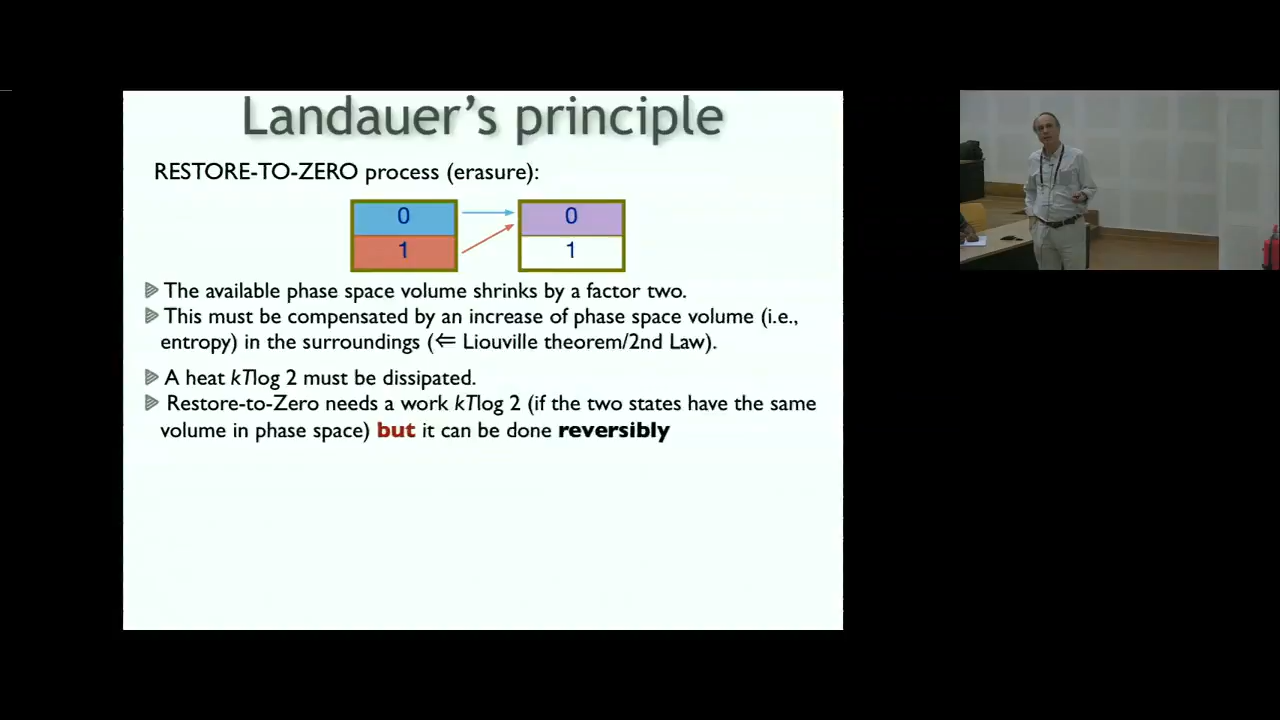 Landauer's principle
RESTORE-TO-ZERO process (erasure):
0 0
1 1
The available phase space volume shrinks by a factor two.
This must be compensated by an increase of phase space volume (i.e.,
entropy) in the surroundings (⇐ Liouville theorem/2nd Law).
A heat kTlog 2 must be dissipated.
Restore-to-Zero needs a work kTlog 2 (if the two states have the same
volume in phase space) but it can be done reversibly